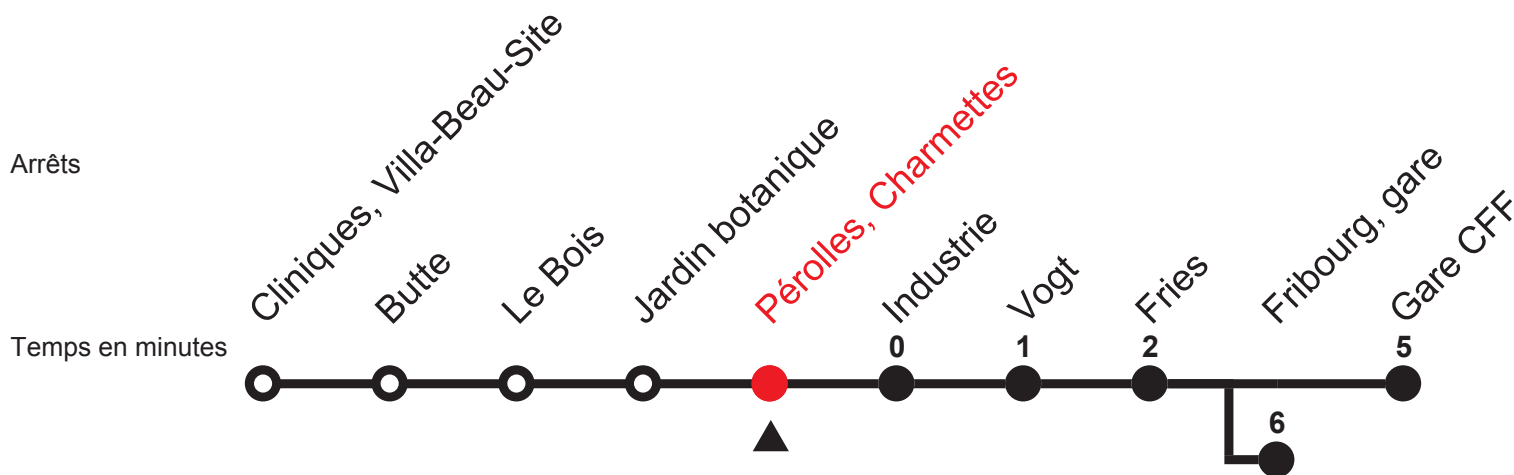 Arrêts
Cliniques, Villa-Beau-Site
Butte
Le Bois
Jardin botanique
Pérolles, Charmettes
Industrie
Vogt
Fries
Fribourg, gare
Gare CFF
Temps en minutes
0
1
2
5
6